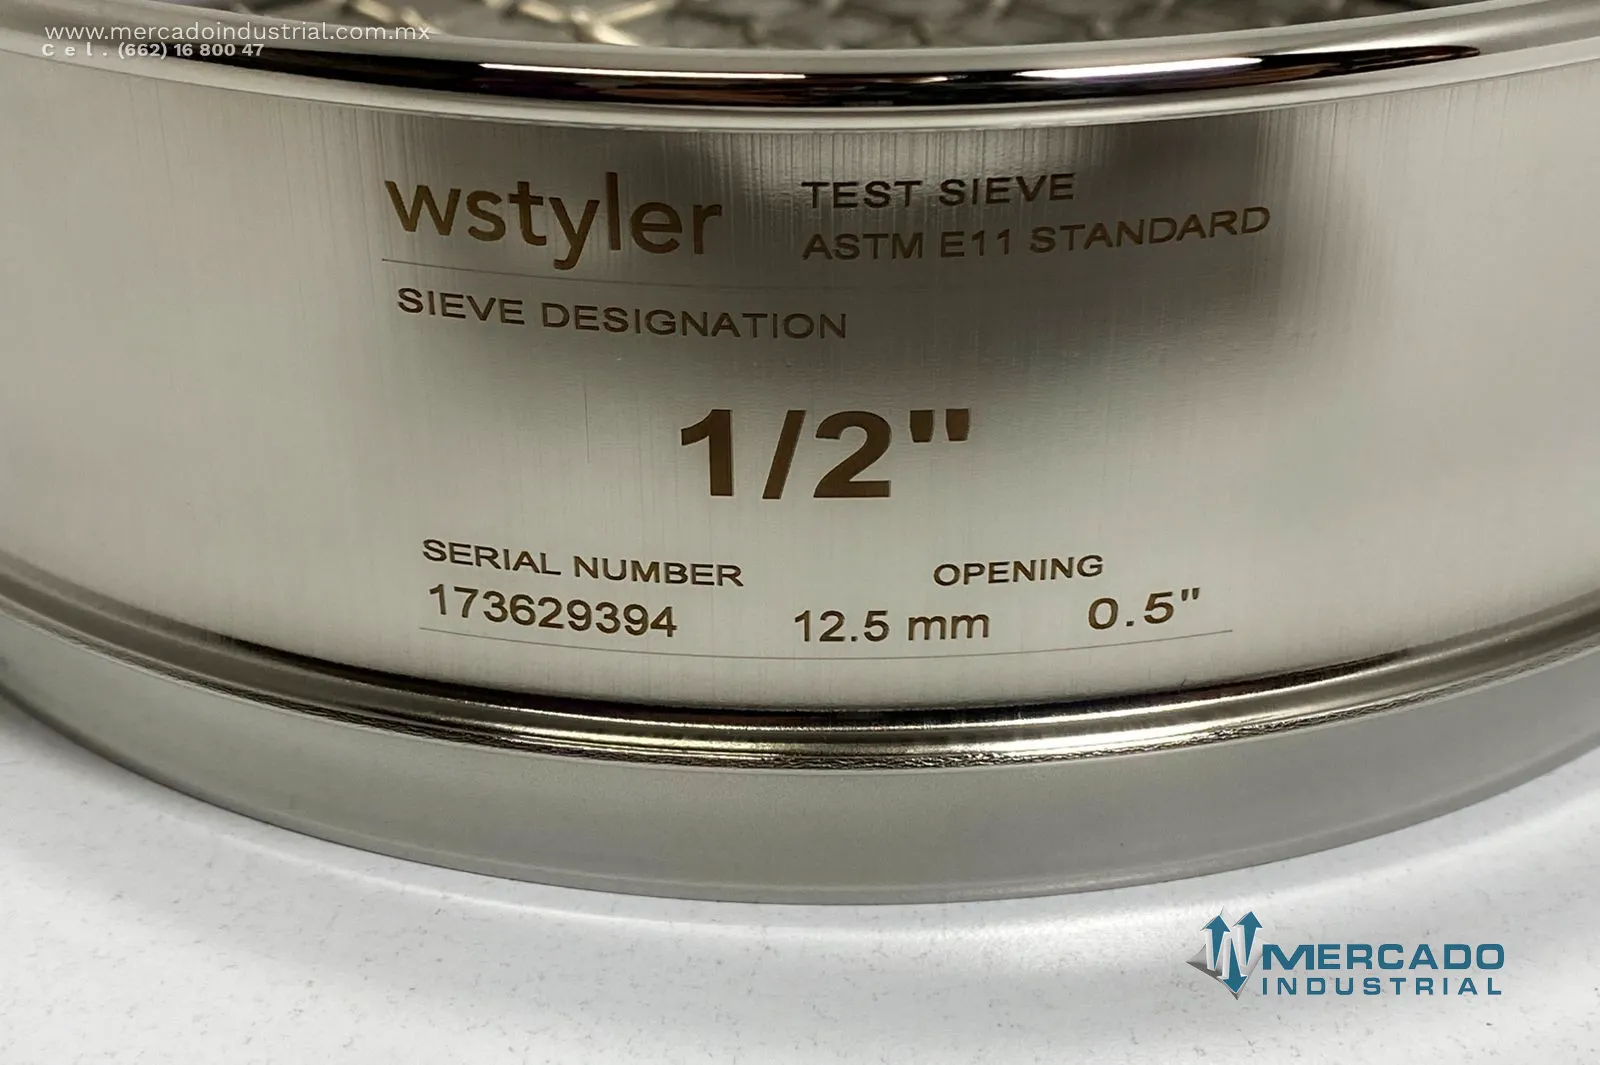 www.mercadoindustrial.com.mx
Cel. (662) 16 800 47
wstyler
TEST SIEVE
ASTM E11 STANDARD
SIEVE DESIGNATION
1/2"
SERIAL NUMBER
173629394
OPENING
12.5 mm 0.5"
MERCADO
INDUSTRIAL